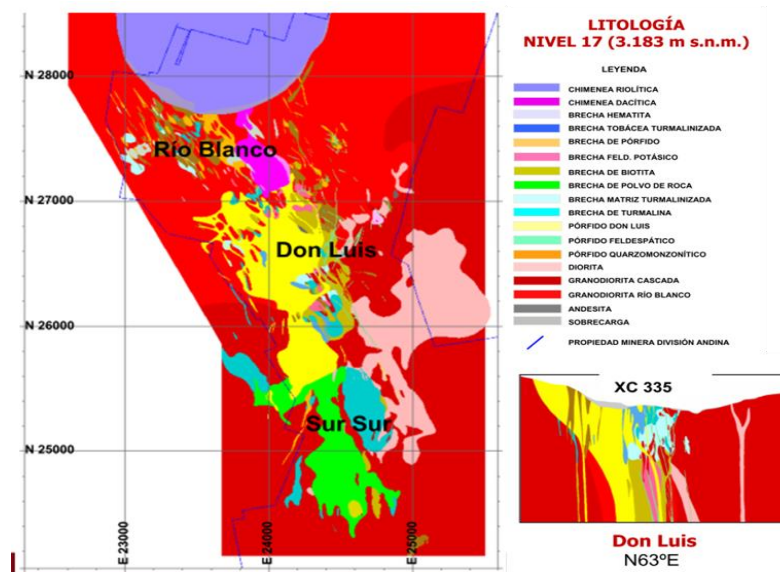 LITOLOGÍA
NIVEL 17 (3.183 m s.n.m.)
LEYENDA
CHIMENEA RIOLÍTICA
CHIMENEA DACÍTICA
BRECHA HEMATITA
BRECHA TOBÁCEA TURMALINIZADA
BRECHA DE PÓRFIDO
BRECHA FELD. POTÁSICO
BRECHA DE BIOTITA
BRECHA DE POLVO DE ROCA
BRECHA MATRIZ TURMALINIZADA
BRECHA DE TURMALINA
PÓRFIDO DON LUIS
PÓRFIDO FELDESPÁTICO
PÓRFIDO QUARZOMONZONÍTICO
DIORITA
GRANODIORITA CASCADA
GRANODIORITA RÍO BLANCO
ANDESITA
SOBRECARGA
PROPIEDAD MINERA DIVISIÓN ANDINA
N 28000
N 27000
N 26000
N 25000
Río Blanco
Don Luis
Sur Sur
E 23000
E 24000
E 25000
XC 335
Don Luis
N63ºE